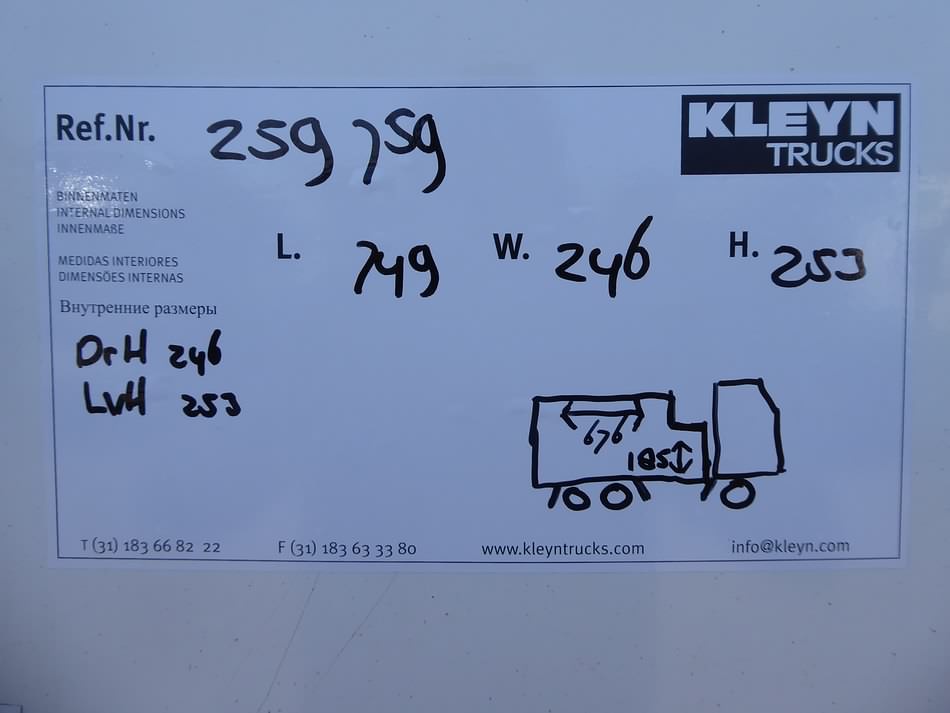 Ref.Nr. 259759
KLEYN
TRUCKS
BINNENMATEN
INTERNAL DIMENSIONS
INNENMAßE
MEDIDAS INTERIORES
DIMENSÕES INTERNAS
Внутренние размеры
L. 749 W. 246 H. 253
DrH 246
LvH 253
676
185
T (31) 183 66 82 22 F (31) 183 63 33 80 www.kleyntrucks.com info@kleyn.com